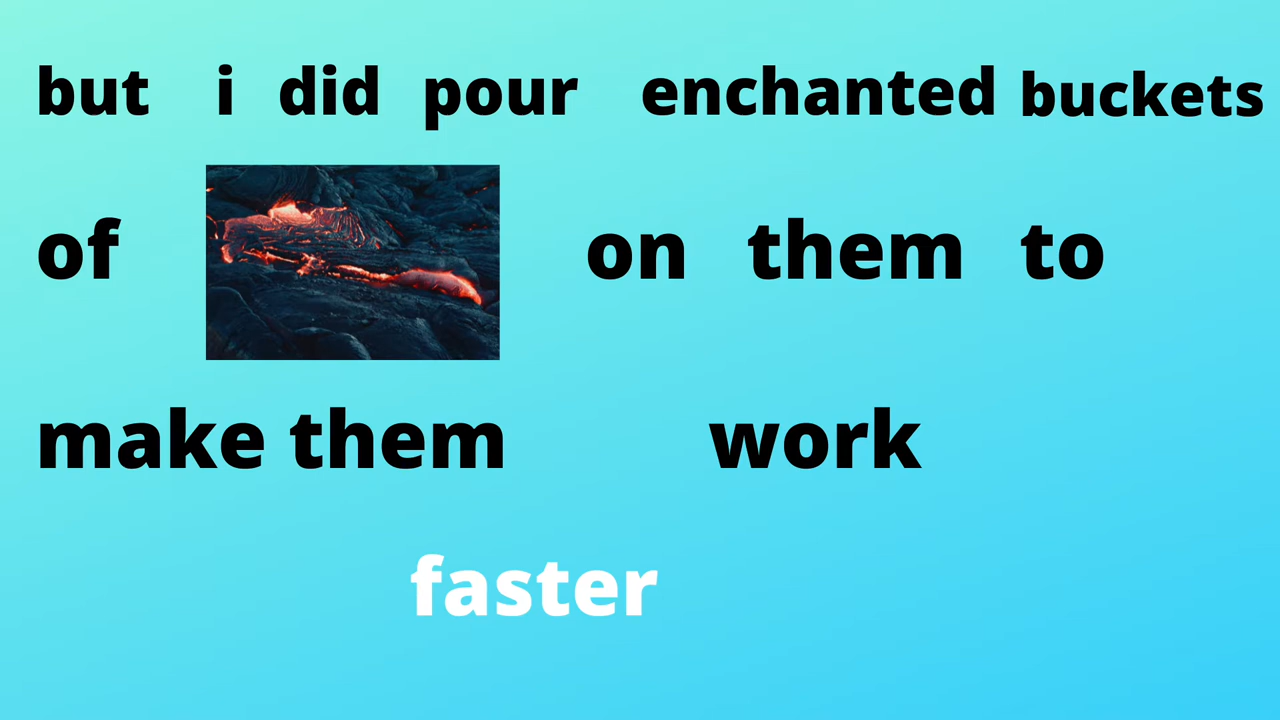 but i did pour enchanted buckets
of on them to
make them work
faster